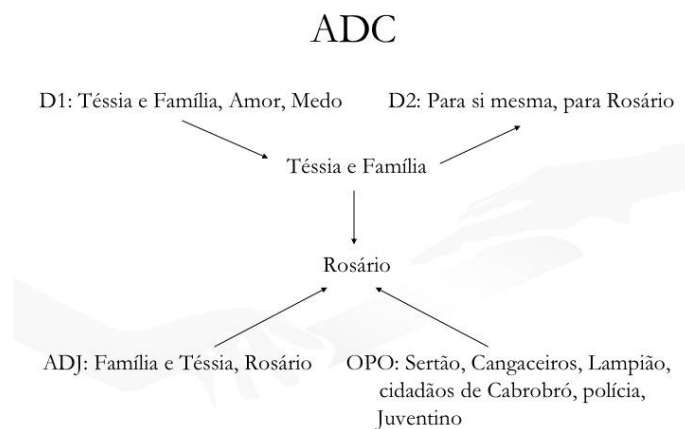 ADC
D1: Téssia e Família, Amor, Medo
D2: Para si mesma, para Rosário
Téssia e Família
Rosário
ADJ: Família e Téssia, Rosário
OPO: Sertão, Cangaceiros, Lampião,
cidadãos de Cabrobró, polícia,
Juventino